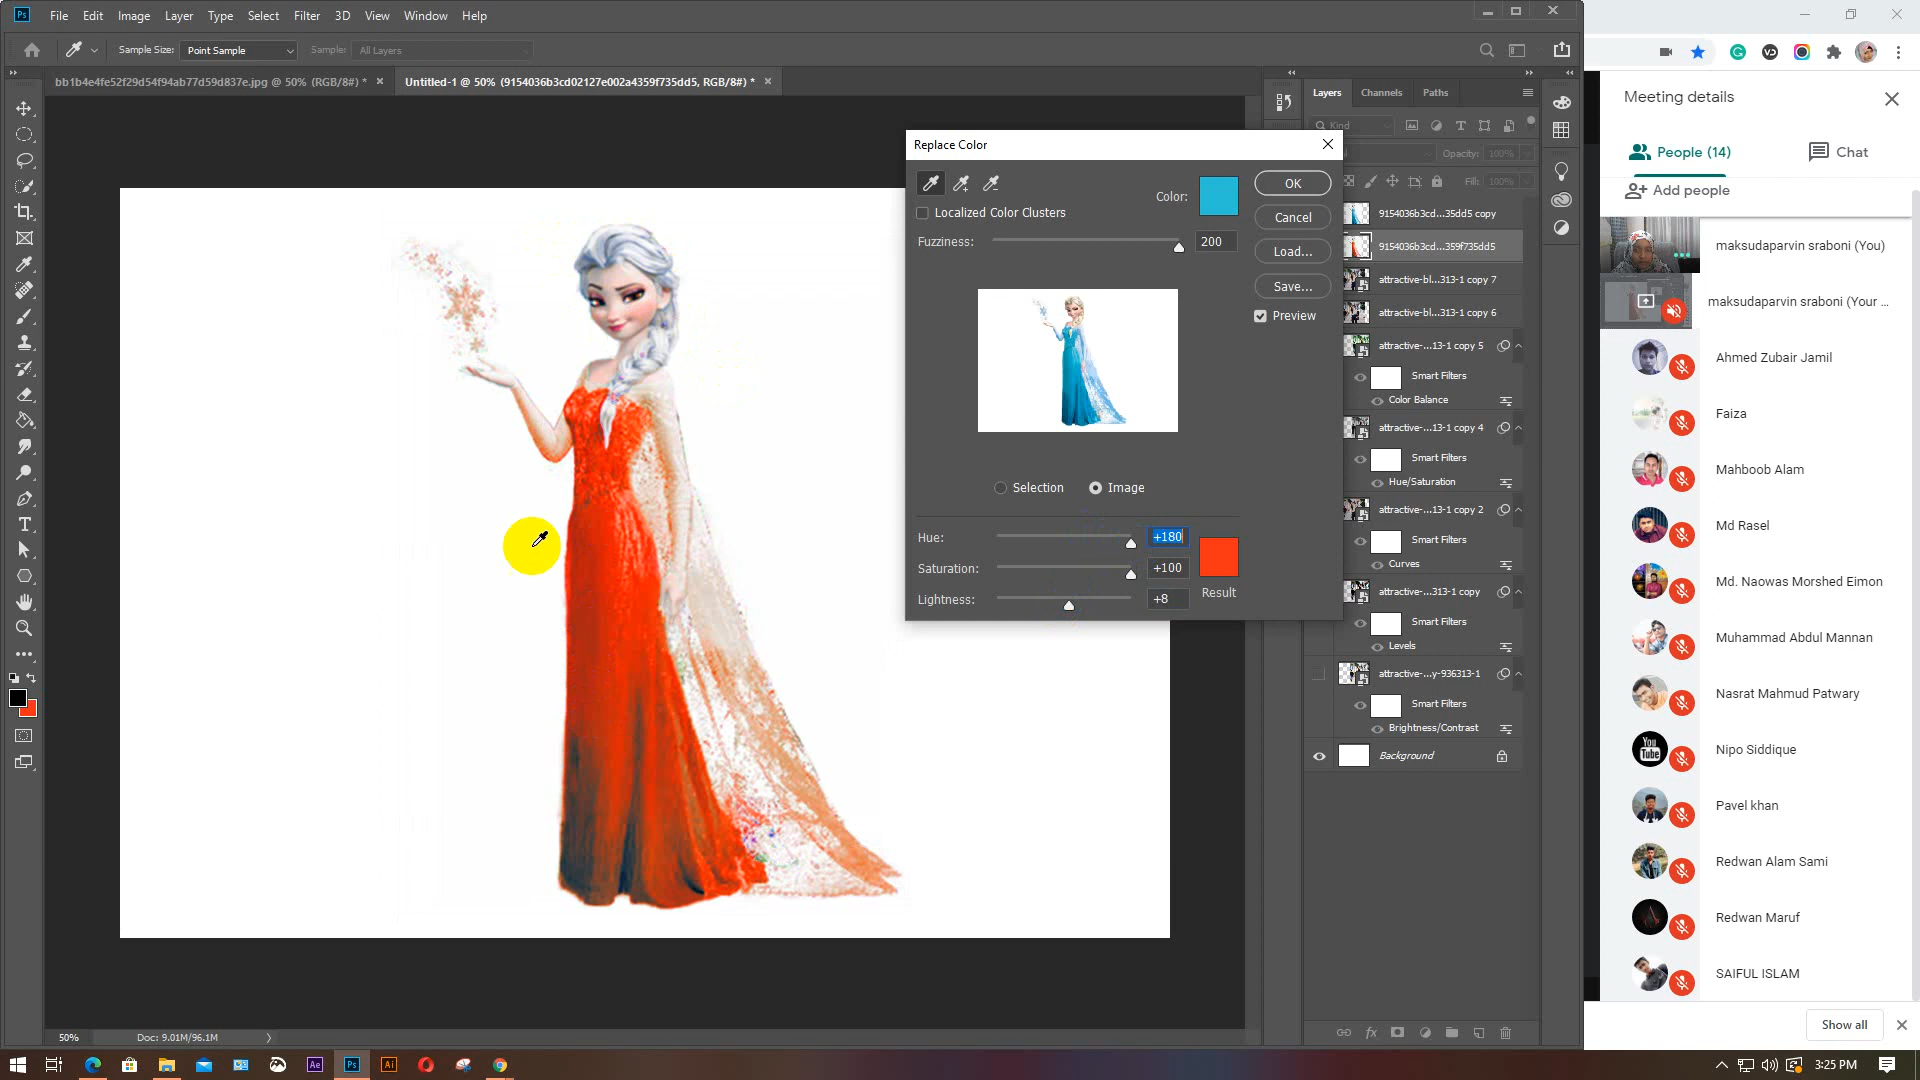 Ps File Edit Image Layer Type Select Filter 3D View Window Help
Sample Size: Point Sample Sample: All Layers
bb1b4e4fe52f29d54f94ab77d59d837e.jpg @ 50% (RGB/8#) * × Untitled-1 @ 50% (9154036b3cd02127e002a4359f735dd5, RGB/8#) * ×
Replace Color
Localized Color Clusters
Color:
Fuzziness: 200
OK
Cancel
Load...
Save...
Preview
Selection Image
Hue: +180
Saturation: +100
Lightness: +8
Result
Layers Channels Paths
Kind
Opacity: 100%
Fill: 100%
9154036b3cd...35dd5 copy
9154036b3cd...359f735dd5
attractive-bl...313-1 copy 7
attractive-bl...313-1 copy 6
attractive-...13-1 copy 5
Smart Filters
Color Balance
attractive-...13-1 copy 4
Smart Filters
Hue/Saturation
attractive-...13-1 copy 2
Smart Filters
Curves
attractive-...313-1 copy
Smart Filters
Levels
attractive-...y-936313-1
Smart Filters
Brightness/Contrast
Background
fx
50% Doc: 9.01M/96.1M
Meeting details
People (14) Chat
Add people
maksudaparvin sraboni (You)
maksudaparvin sraboni (Your ...
Ahmed Zubair Jamil
Faiza
Mahboob Alam
Md Rasel
Md. Naowas Morshed Eimon
Muhammad Abdul Mannan
Nasrat Mahmud Patwary
You Tube
Nipo Siddique
Pavel khan
Redwan Alam Sami
Redwan Maruf
SAIFUL ISLAM
Show all
Ae Ps Ai
3:25 PM